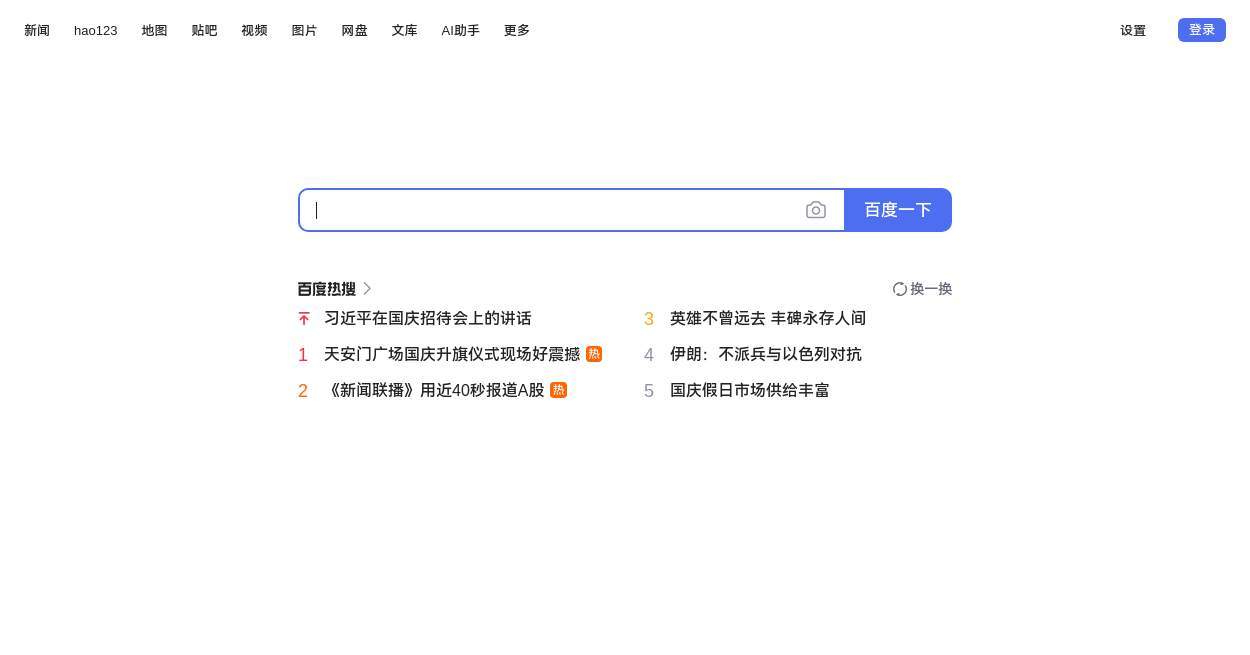 新闻 hao123 地图 贴吧 视频 图片 网盘 文库 AI助手 更多 设置 登录
百度一下
百度热搜 换一换
习近平在国庆招待会上的讲话
1 天安门广场国庆升旗仪式现场好震撼 热
2 《新闻联播》用近40秒报道A股 热
3 英雄不曾远去 丰碑永存人间
4 伊朗：不派兵与以色列对抗
5 国庆假日市场供给丰富